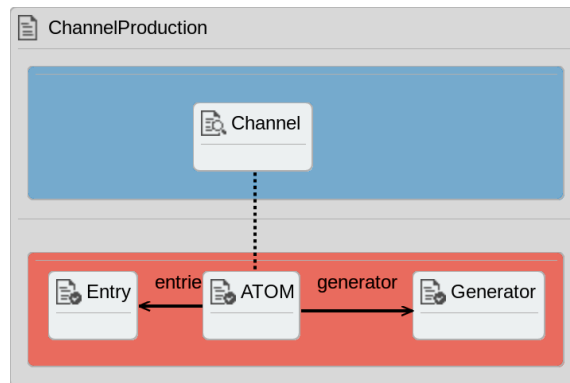 ChannelProduction
Channel
entrie
generator
Entry
ATOM
Generator